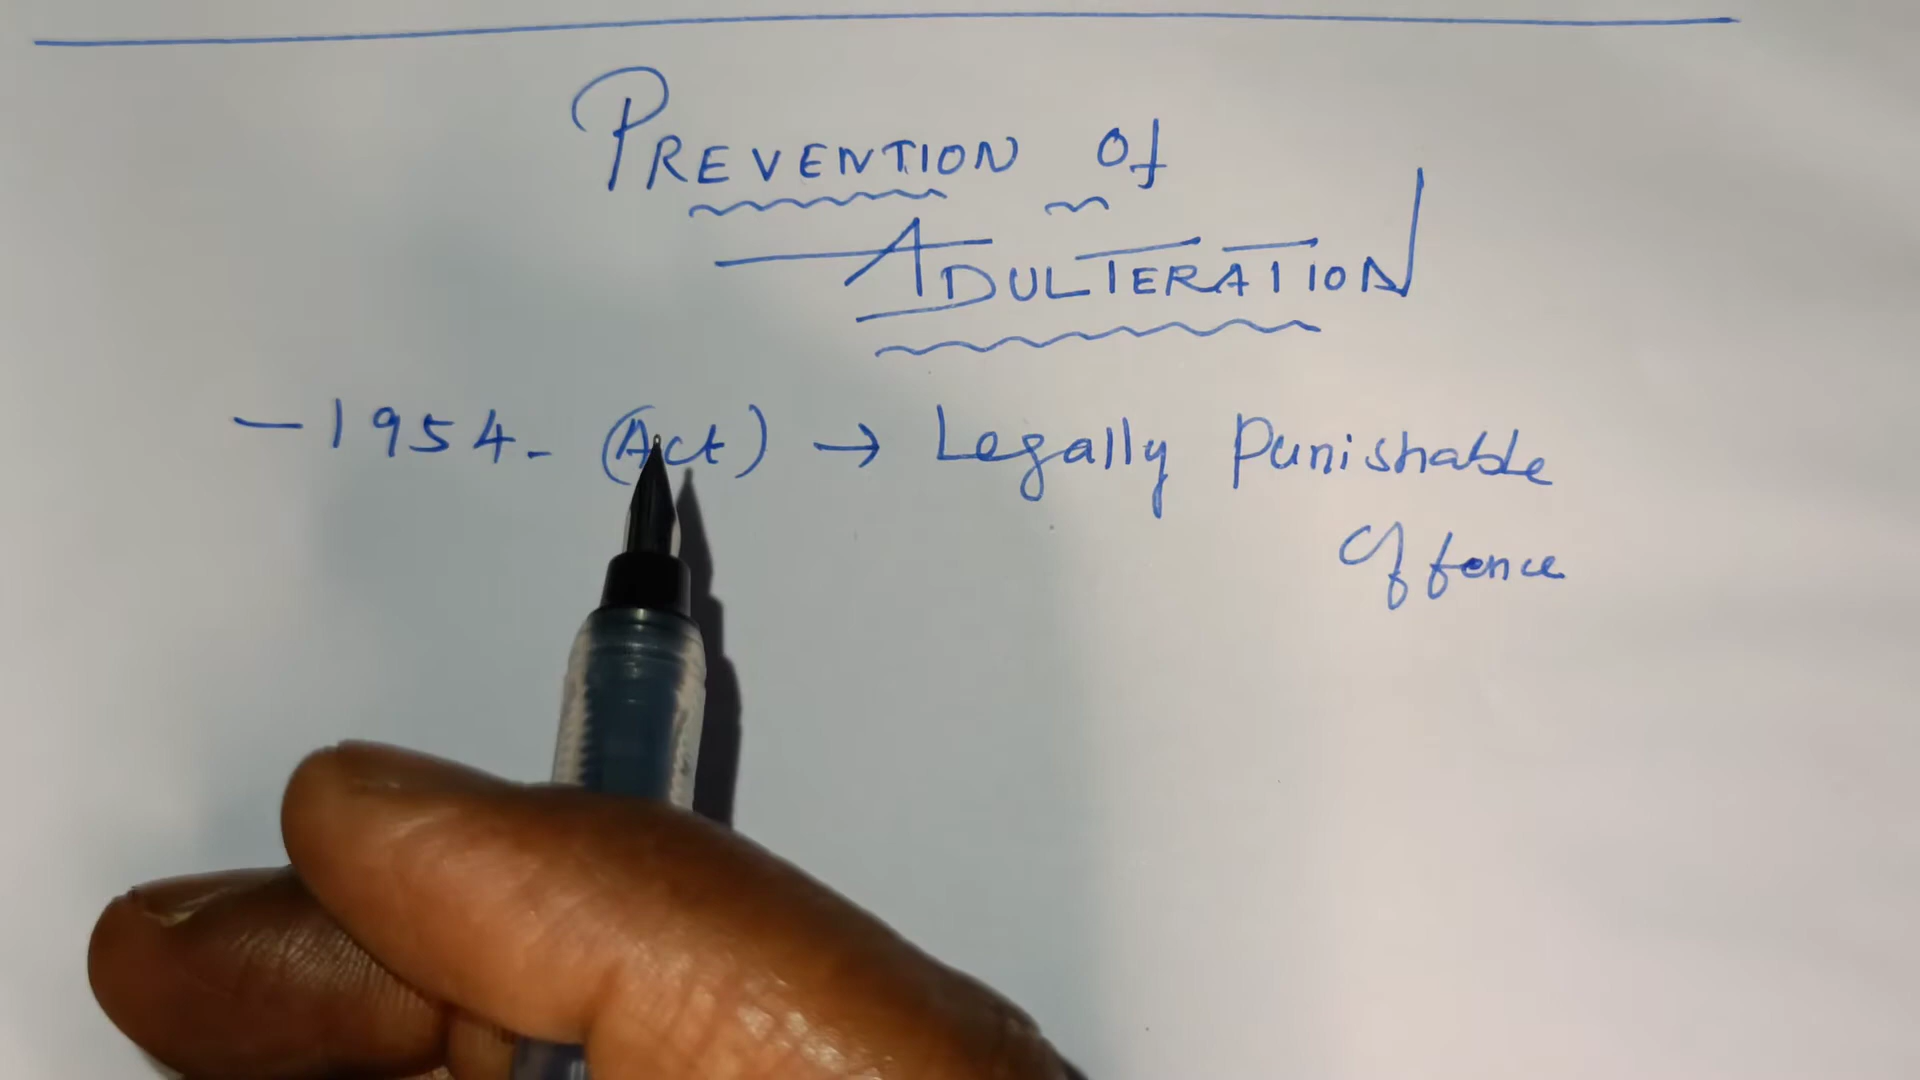 PREVENTION Of
ADULTERATION
- 1954 - (Act) → Legally Punishable
Offence